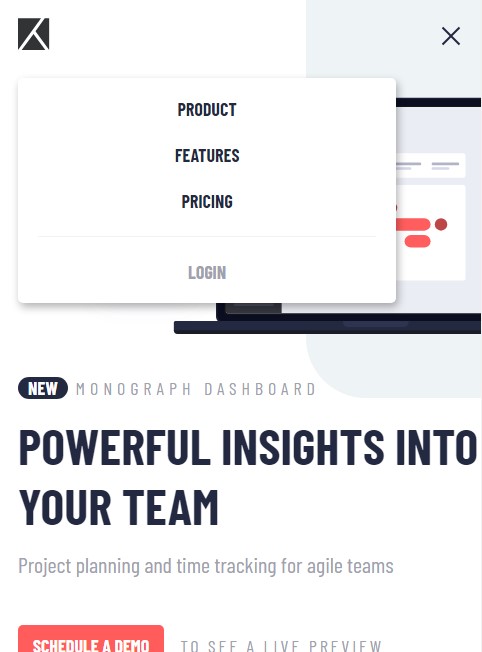 PRODUCT
FEATURES
PRICING
LOGIN
NEW MONOGRAPH DASHBOARD
POWERFUL INSIGHTS INTO
YOUR TEAM
Project planning and time tracking for agile teams
SCHEDULE A DEMO TO SEE A LIVE PREVIEW